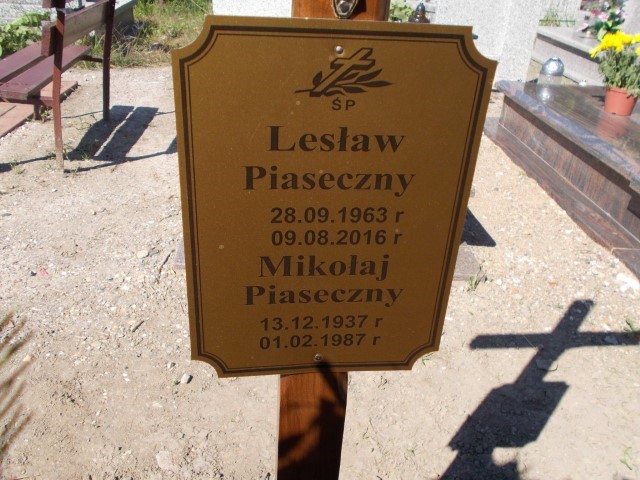 ŚP
Lesław
Piaseczny
28.09.1963 r
09.08.2016 r
Mikołaj
Piaseczny
13.12.1937 r
01.02.1987 r